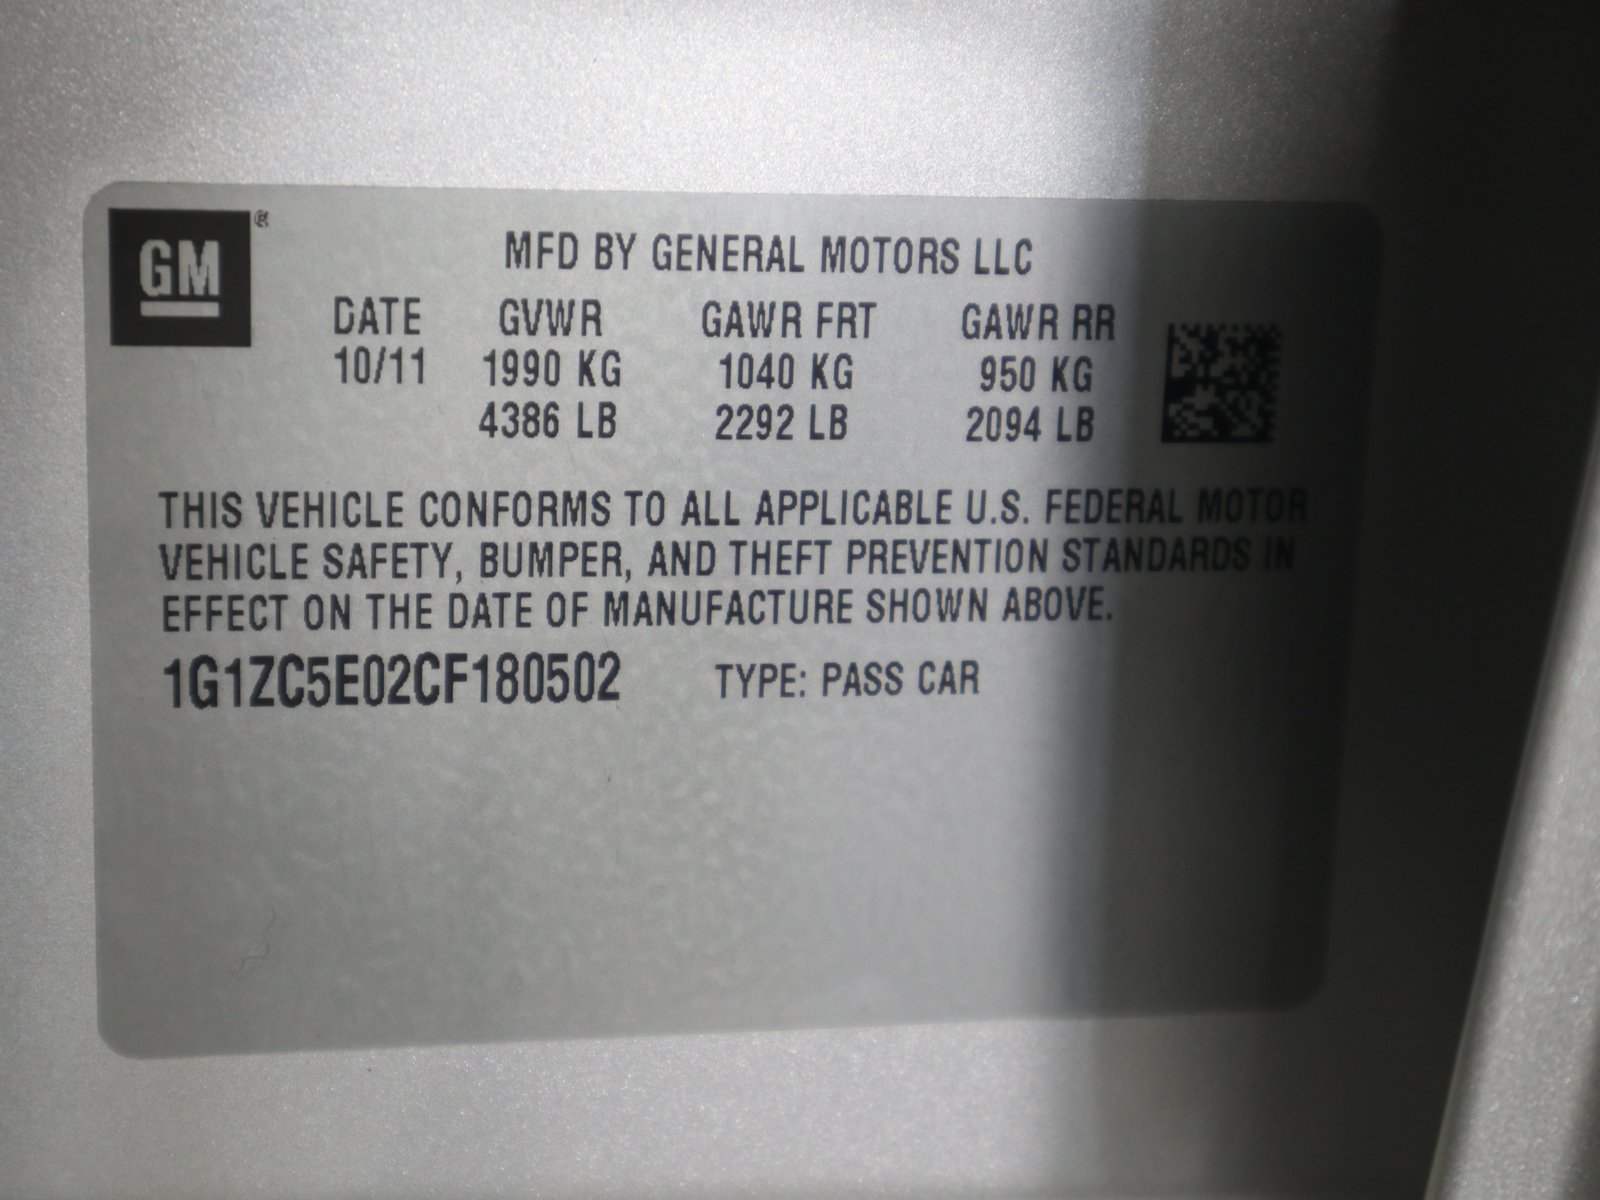 GM ®
MFD BY GENERAL MOTORS LLC
DATE GVWR GAWR FRT GAWR RR
10/11 1990 KG 1040 KG 950 KG
4386 LB 2292 LB 2094 LB
THIS VEHICLE CONFORMS TO ALL APPLICABLE U.S. FEDERAL MOTOR
VEHICLE SAFETY, BUMPER, AND THEFT PREVENTION STANDARDS IN
EFFECT ON THE DATE OF MANUFACTURE SHOWN ABOVE.
1G1ZC5E02CF180502 TYPE: PASS CAR